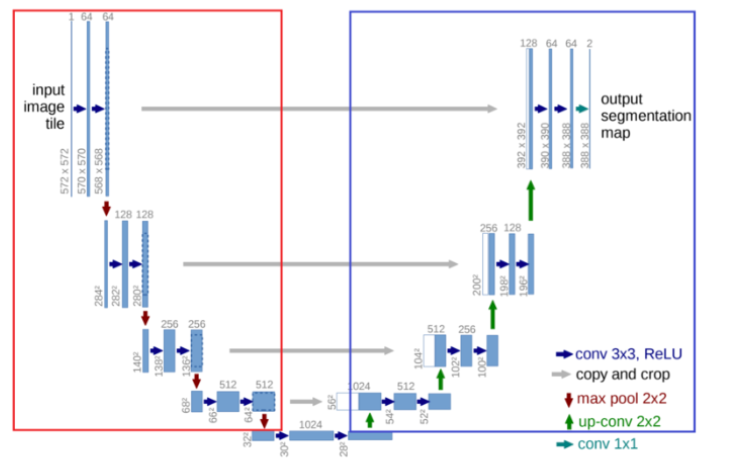 1 64 64
input
image
tile
572 x 572
570 x 570
568 x 568
128 128
284²
282²
280²
256 256
140²
138²
136²
512 512
68²
66²
64²
1024
32²
30²
28²
1024 512
56²
54²
52²
512 256
104²
102²
100²
256 128
200²
198²
196²
128 64 64 2
392 x 392
390 x 390
388 x 388
388 x 388
output
segmentation
map
conv 3x3, ReLU
copy and crop
max pool 2x2
up-conv 2x2
conv 1x1